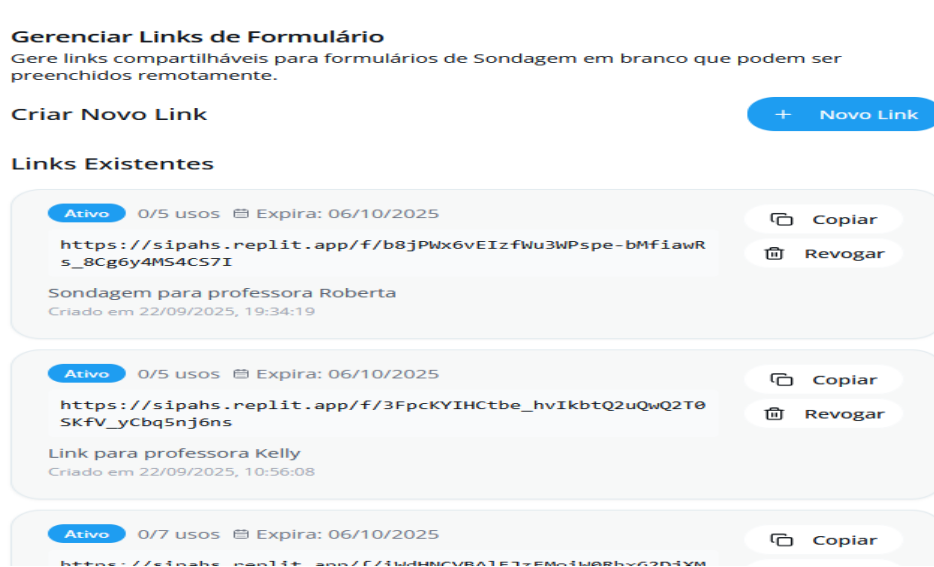 Gerenciar Links de Formulário
Gere links compartilháveis para formulários de Sondagem em branco que podem ser
preenchidos remotamente.
Criar Novo Link
+ Novo Link
Links Existentes
Ativo 0/5 usos Expira: 06/10/2025
Copiar
https://sipahs.replit.app/f/b8jPWx6vEIzfWu3WPspe-bMfiawR
s_8Cg6y4MS4CS7I
Revogar
Sondagem para professora Roberta
Criado em 22/09/2025, 19:34:19
Ativo 0/5 usos Expira: 06/10/2025
Copiar
https://sipahs.replit.app/f/3FpcKYIHCtbe_hvIkbtQ2uQwQ2T0
SKfV_yCbq5nj6ns
Revogar
Link para professora Kelly
Criado em 22/09/2025, 10:56:08
Ativo 0/7 usos Expira: 06/10/2025
Copiar